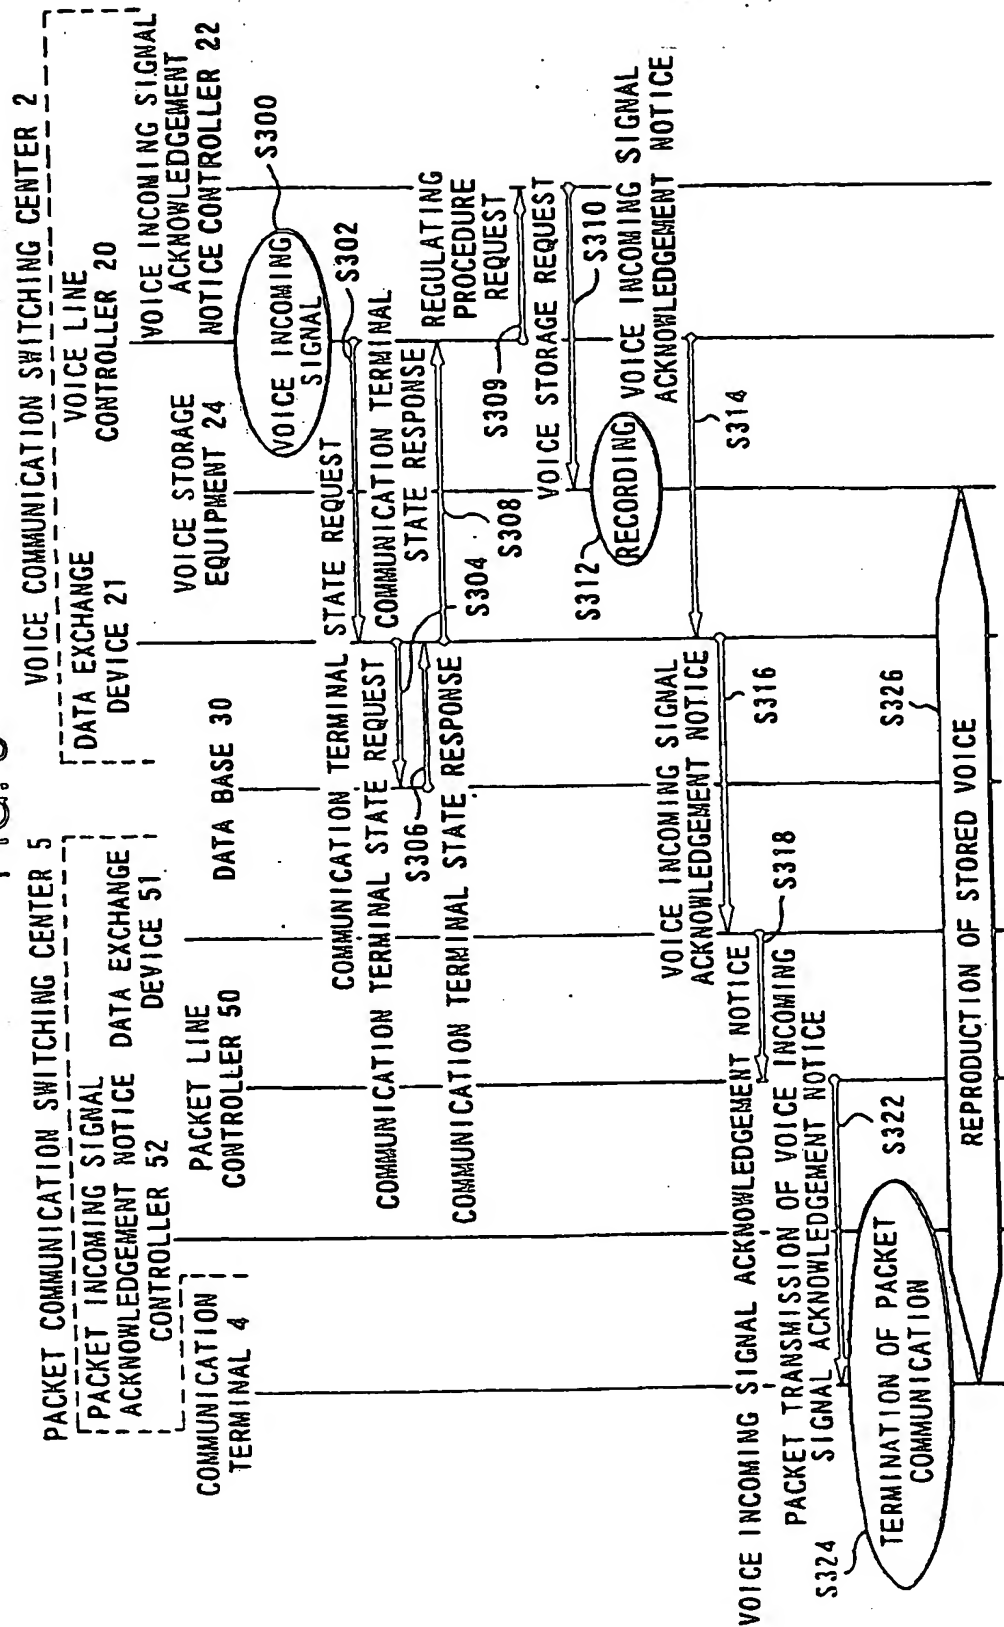 PACKET COMMUNICATION SWITCHING CENTER 5
VOICE COMMUNICATION SWITCHING CENTER 2
PACKET INCOMING SIGNAL
ACKNOWLEDGEMENT NOTICE
CONTROLLER 52
DATA EXCHANGE
DEVICE 51
DATA EXCHANGE
DEVICE 21
VOICE LINE
CONTROLLER 20
VOICE INCOMING SIGNAL
ACKNOWLEDGEMENT
NOTICE CONTROLLER 22
COMMUNICATION
TERMINAL 4
PACKET LINE
CONTROLLER 50
DATA BASE 30
VOICE STORAGE
EQUIPMENT 24
VOICE INCOMING
SIGNAL
S300
S302
COMMUNICATION TERMINAL STATE REQUEST
COMMUNICATION TERMINAL STATE REQUEST
S304
S306
COMMUNICATION TERMINAL STATE RESPONSE
COMMUNICATION TERMINAL
STATE RESPONSE
S308
REGULATING
PROCEDURE
REQUEST
S309
VOICE STORAGE REQUEST
S310
RECORDING
S312
VOICE INCOMING SIGNAL
ACKNOWLEDGEMENT NOTICE
S314
VOICE INCOMING SIGNAL
ACKNOWLEDGEMENT NOTICE
S316
VOICE INCOMING SIGNAL ACKNOWLEDGEMENT NOTICE
S318
PACKET TRANSMISSION OF VOICE INCOMING
SIGNAL ACKNOWLEDGEMENT NOTICE
S322
TERMINATION OF PACKET
COMMUNICATION
S324
S326
REPRODUCTION OF STORED VOICE